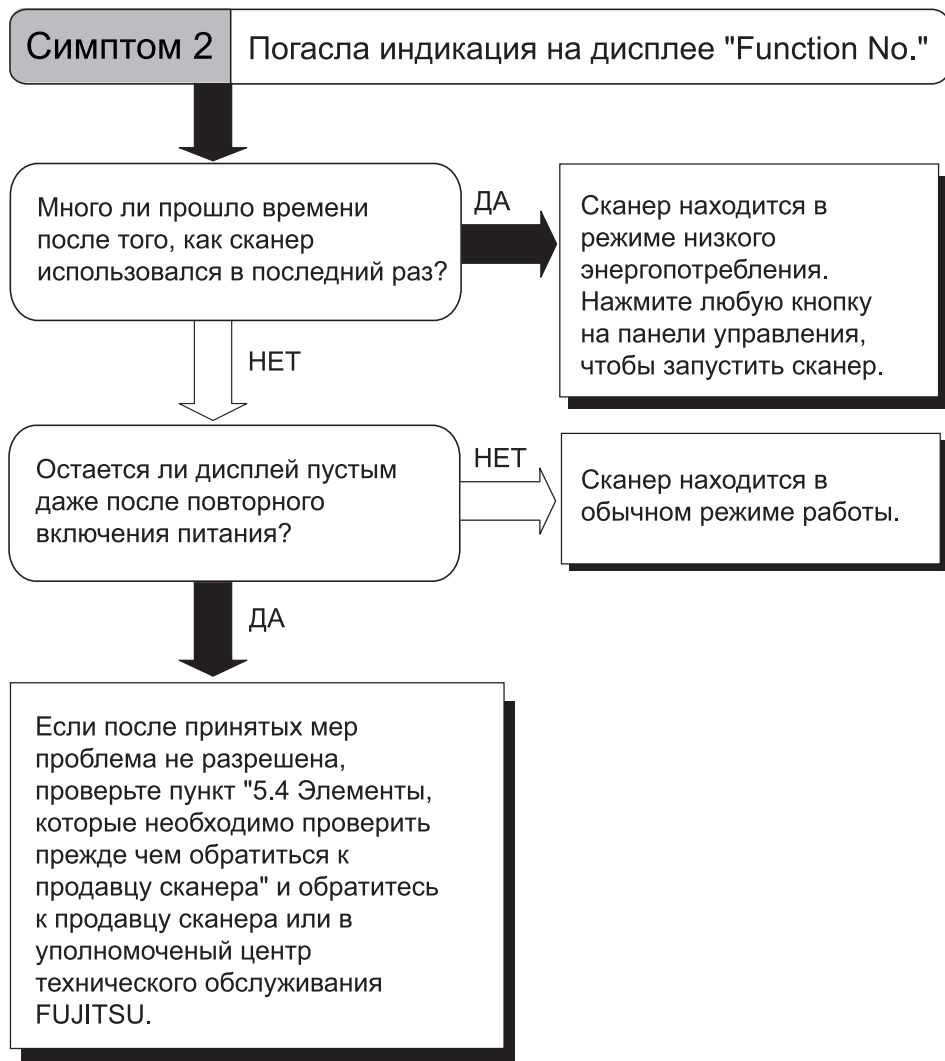 Симптом 2 Погасла индикация на дисплее "Function No."
Много ли прошло времени
после того, как сканер
использовался в последний раз?
ДА
Сканер находится в
режиме низкого
энергопотребления.
Нажмите любую кнопку
на панели управления,
чтобы запустить сканер.
НЕТ
Остается ли дисплей пустым
даже после повторного
включения питания?
НЕТ
Сканер находится в
обычном режиме работы.
ДА
Если после принятых мер
проблема не разрешена,
проверьте пункт "5.4 Элементы,
которые необходимо проверить
прежде чем обратиться к
продавцу сканера" и обратитесь
к продавцу сканера или в
уполномоченый центр
технического обслуживания
FUJITSU.